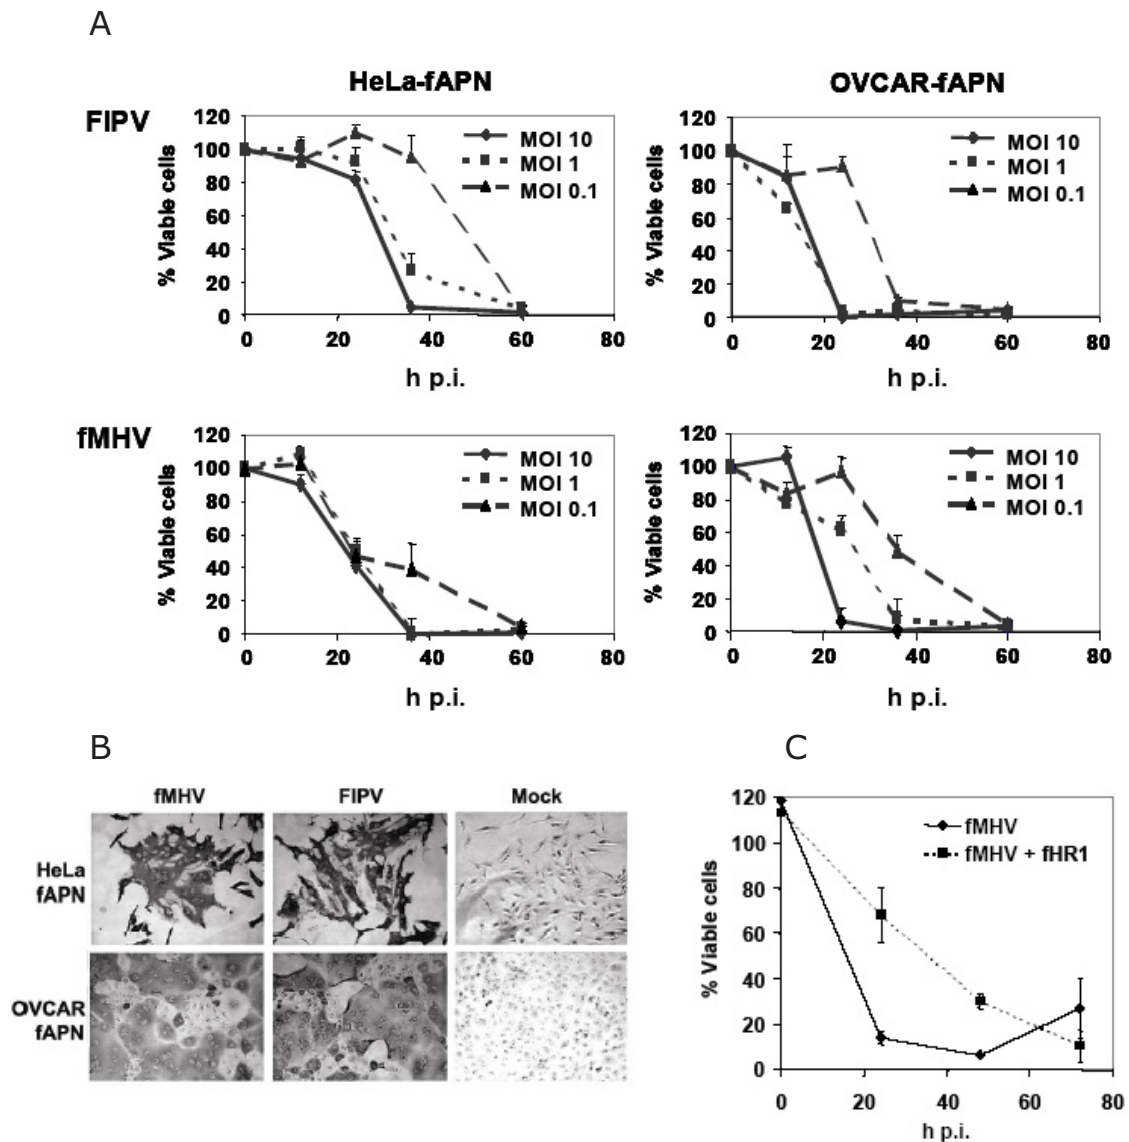 A
HeLa-fAPN
OVCAR-fAPN
FIPV
% Viable cells
120
100
80
60
40
20
0
0 20 40 60 80
h p.i.
MOI 10
MOI 1
MOI 0.1
% Viable cells
120
100
80
60
40
20
0
0 20 40 60 80
h p.i.
MOI 10
MOI 1
MOI 0.1
fMHV
% Viable cells
120
100
80
60
40
20
0
0 20 40 60 80
h p.i.
MOI 10
MOI 1
MOI 0.1
% Viable cells
120
100
80
60
40
20
0
0 20 40 60 80
h p.i.
MOI 10
MOI 1
MOI 0.1
B
fMHV FIPV Mock
HeLa
fAPN
OVCAR
fAPN
C
% Viable cells
120
100
80
60
40
20
0
0 20 40 60 80
h p.i.
fMHV
fMHV + fHR1